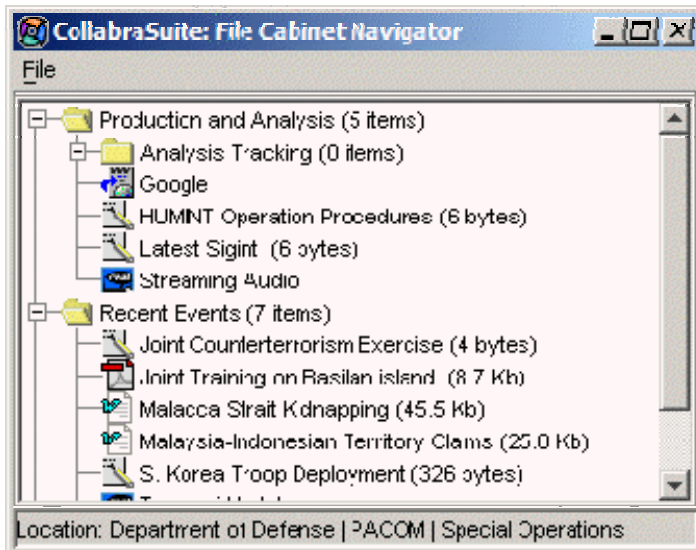 CollabraSuite: File Cabinet Navigator
File
Production and Analysis (5 items)
Analysis Tracking (0 items)
Google
HUMNT Operation Procedures (6 bytes)
Latest Sigint (6 bytes)
Streaming Audio
Recent Events (7 items)
Joint Counterterrorism Exercise (4 bytes)
Joint Training on Basilan island (8.7 Kb)
Malacca Strait Kidnapping (45.5 Kb)
Malaysia-Indonesian Territory Claims (25.0 Kb)
S. Korea Troop Deployment (326 bytes)
Location: Department of Defense | PACOM | Special Operations